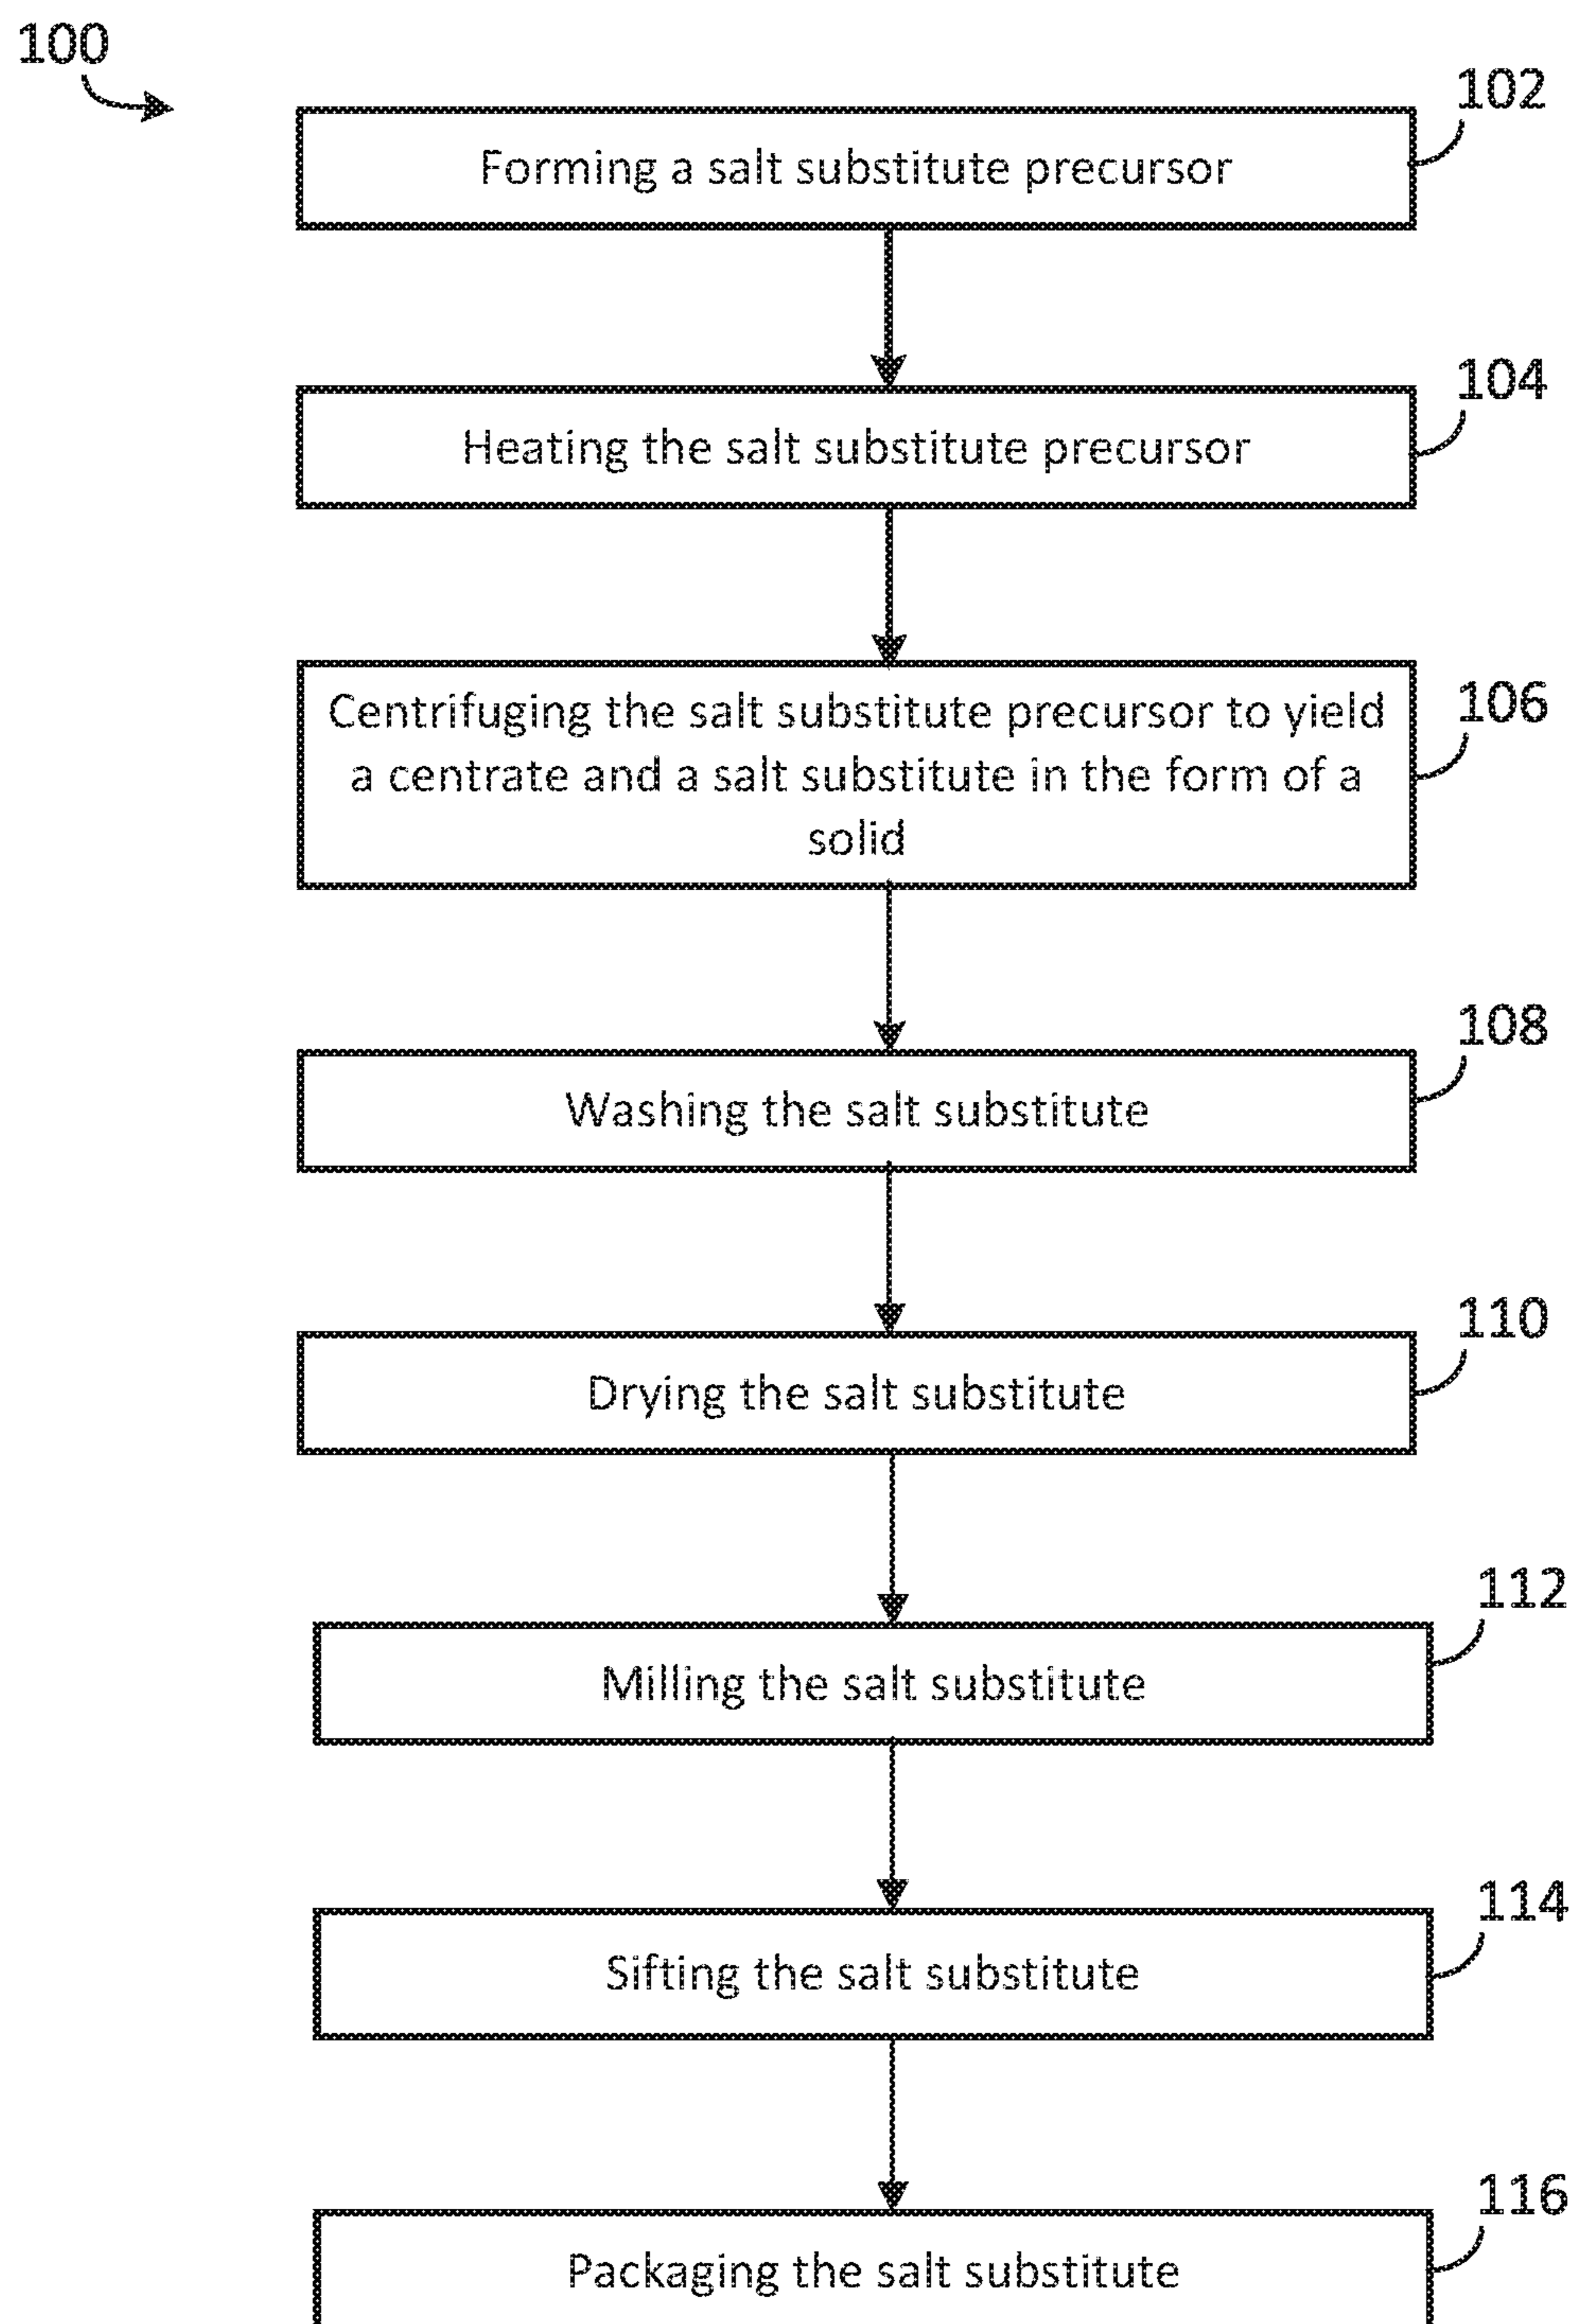 100
102
Forming a salt substitute precursor
104
Heating the salt substitute precursor
106
Centrifuging the salt substitute precursor to yield
a centrate and a salt substitute in the form of a
solid
108
Washing the salt substitute
110
Drying the salt substitute
112
Milling the salt substitute
114
Sifting the salt substitute
116
Packaging the salt substitute